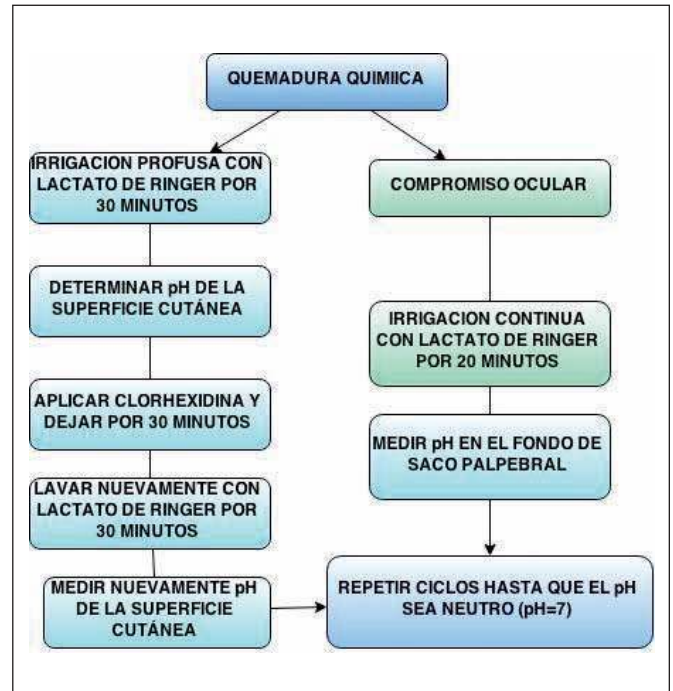 QUEMADURA QUIMIICA
IRRIGACION PROFUSA CON
LACTATO DE RINGER POR
30 MINUTOS
DETERMINAR pH DE LA
SUPERFICIE CUTÁNEA
APLICAR CLORHEXIDINA Y
DEJAR POR 30 MINUTOS
LAVAR NUEVAMENTE CON
LACTATO DE RINGER POR
30 MINUTOS
MEDIR NUEVAMENTE pH
DE LA SUPERFICIE
CUTÁNEA
COMPROMISO OCULAR
IRRIGACION CONTINUA
CON LACTATO DE RINGER
POR 20 MINUTOS
MEDIR pH EN EL FONDO DE
SACO PALPEBRAL
REPETIR CICLOS HASTA QUE EL pH
SEA NEUTRO (pH=7)